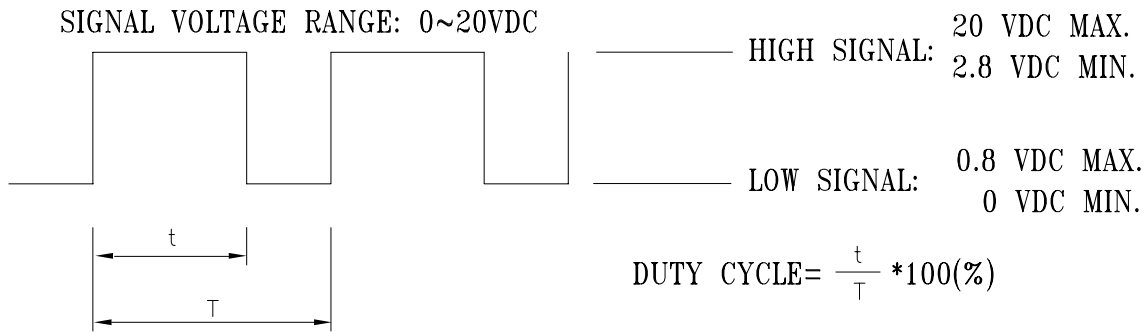 SIGNAL VOLTAGE RANGE: 0~20VDC
HIGH SIGNAL: 20 VDC MAX.
2.8 VDC MIN.
LOW SIGNAL: 0.8 VDC MAX.
0 VDC MIN.
t
T
DUTY CYCLE= t/T *100(%)